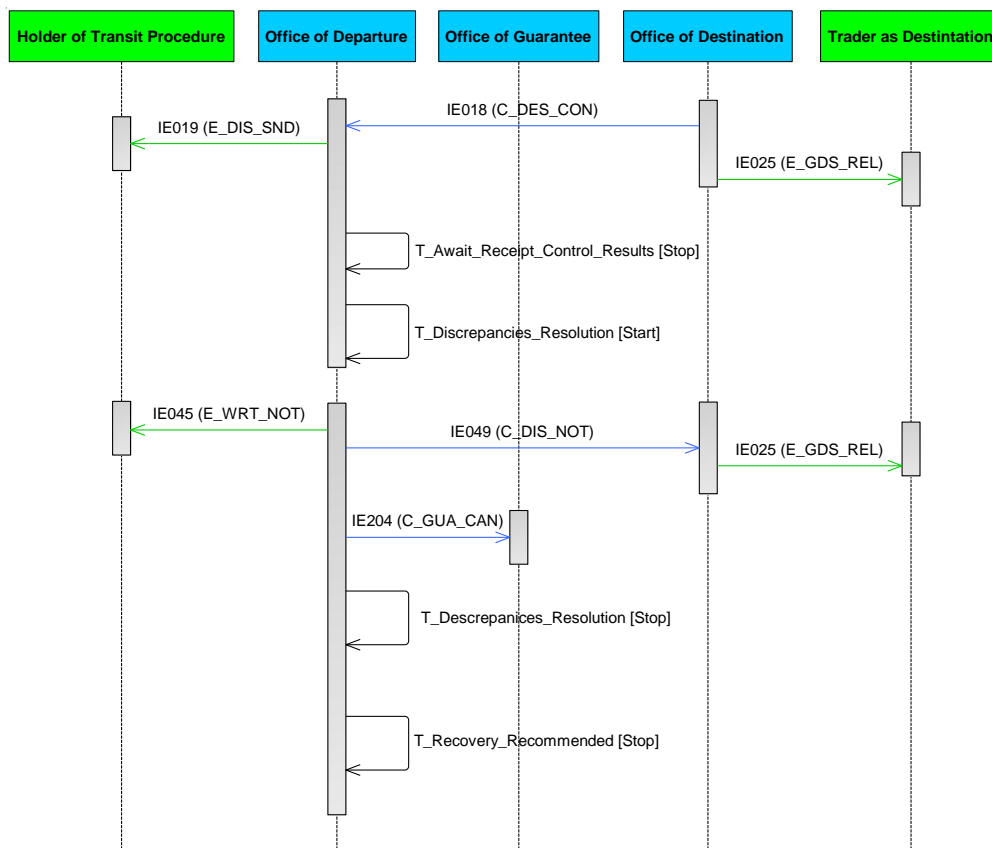 Holder of Transit Procedure
Office of Departure
Office of Guarantee
Office of Destination
Trader as Destintation
IE018 (C_DES_CON)
IE019 (E_DIS_SND)
IE025 (E_GDS_REL)
T_Await_Receipt_Control_Results [Stop]
T_Discrepancies_Resolution [Start]
IE045 (E_WRT_NOT)
IE049 (C_DIS_NOT)
IE025 (E_GDS_REL)
IE204 (C_GUA_CAN)
T_Descrepanices_Resolution [Stop]
T_Recovery_Recommended [Stop]